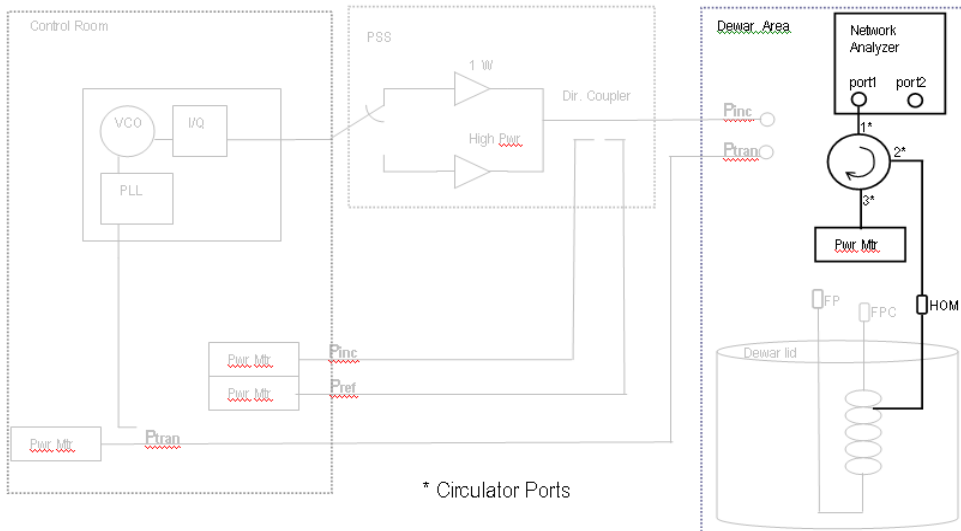 Control Room
VCO
I/Q
PLL
PSS
1 W
High Pwr
Dir. Coupler
Pinc
Ptran
Pwr Mtr
Pinc
Pwr Mtr
Pref
Pwr Mtr
Ptran
* Circulator Ports
Dewar Area
Network
Analyzer
port1
port2
1*
2*
3*
Pwr Mtr
FP
FPC
HOM
Dewar lid